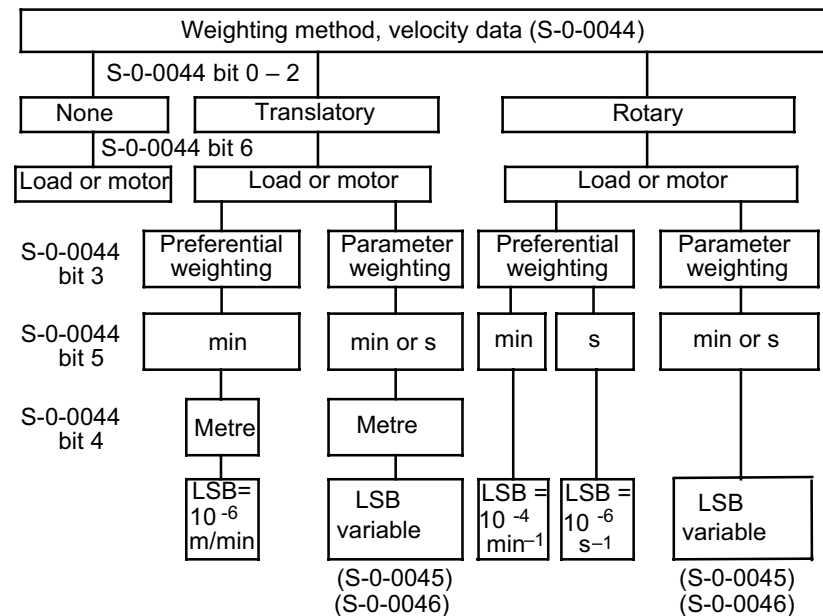 Weighting method, velocity data (S-0-0044)
S-0-0044 bit 0 – 2
None
Translatory
Rotary
S-0-0044 bit 6
Load or motor
Load or motor
Load or motor
S-0-0044
bit 3
Preferential
weighting
Parameter
weighting
Preferential
weighting
Parameter
weighting
S-0-0044
bit 5
min
min or s
min
s
min or s
S-0-0044
bit 4
Metre
Metre
LSB=
10 -6
m/min
LSB
variable
LSB =
10 -4
min–1
LSB =
10 -6
s–1
LSB
variable
(S-0-0045)
(S-0-0046)
(S-0-0045)
(S-0-0046)